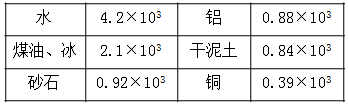 水 4.2×10³ 铝 0.88×10³
煤油、冰 2.1×10³ 干泥土 0.84×10³
砂石 0.92×10³ 铜 0.39×10³